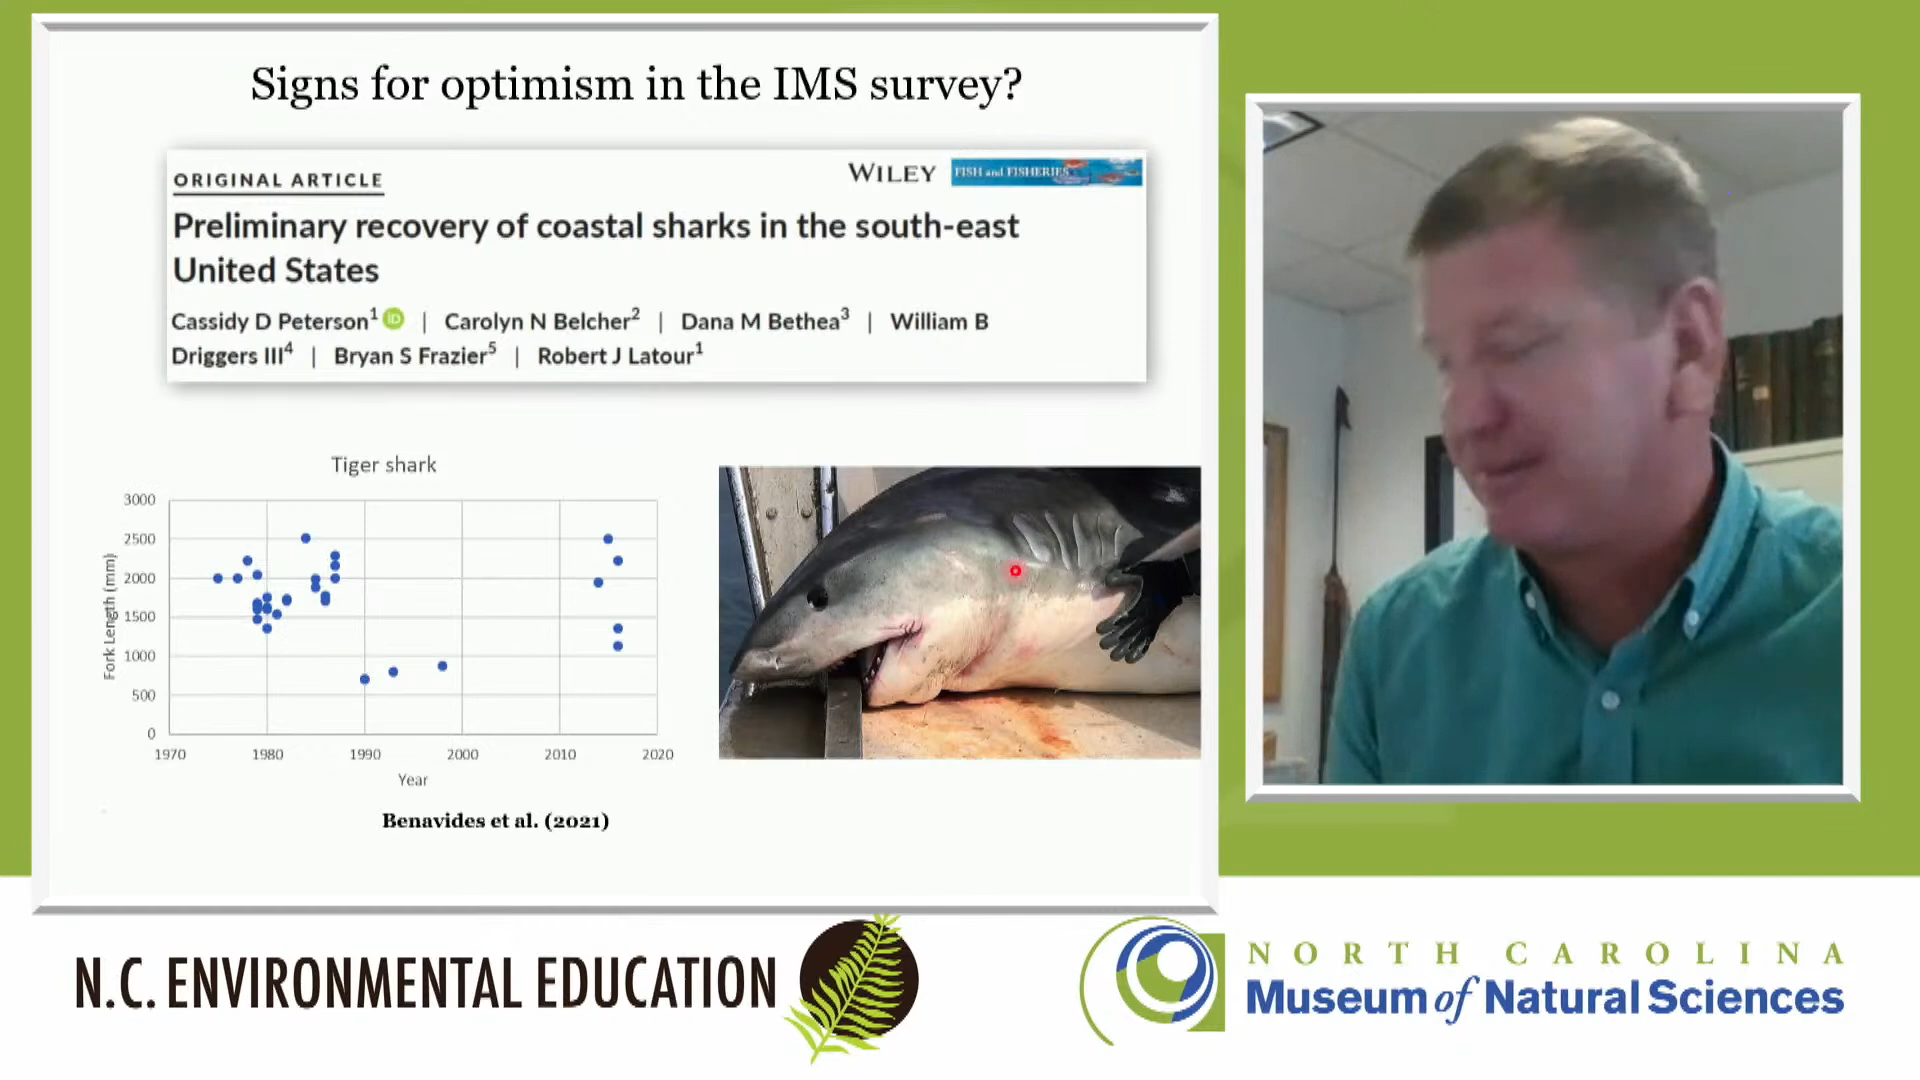 Signs for optimism in the IMS survey?
ORIGINAL ARTICLE
WILEY
FISH and FISHERIES
Preliminary recovery of coastal sharks in the south-east
United States
Cassidy D Peterson1 iD | Carolyn N Belcher2 | Dana M Bethea3 | William B
Driggers III4 | Bryan S Frazier5 | Robert J Latour1
Tiger shark
3000
2500
2000
1500
1000
500
0
Fork Length (mm)
1970 1980 1990 2000 2010 2020
Year
Benavides et al. (2021)
N.C. ENVIRONMENTAL EDUCATION
NORTH CAROLINA
Museum of Natural Sciences